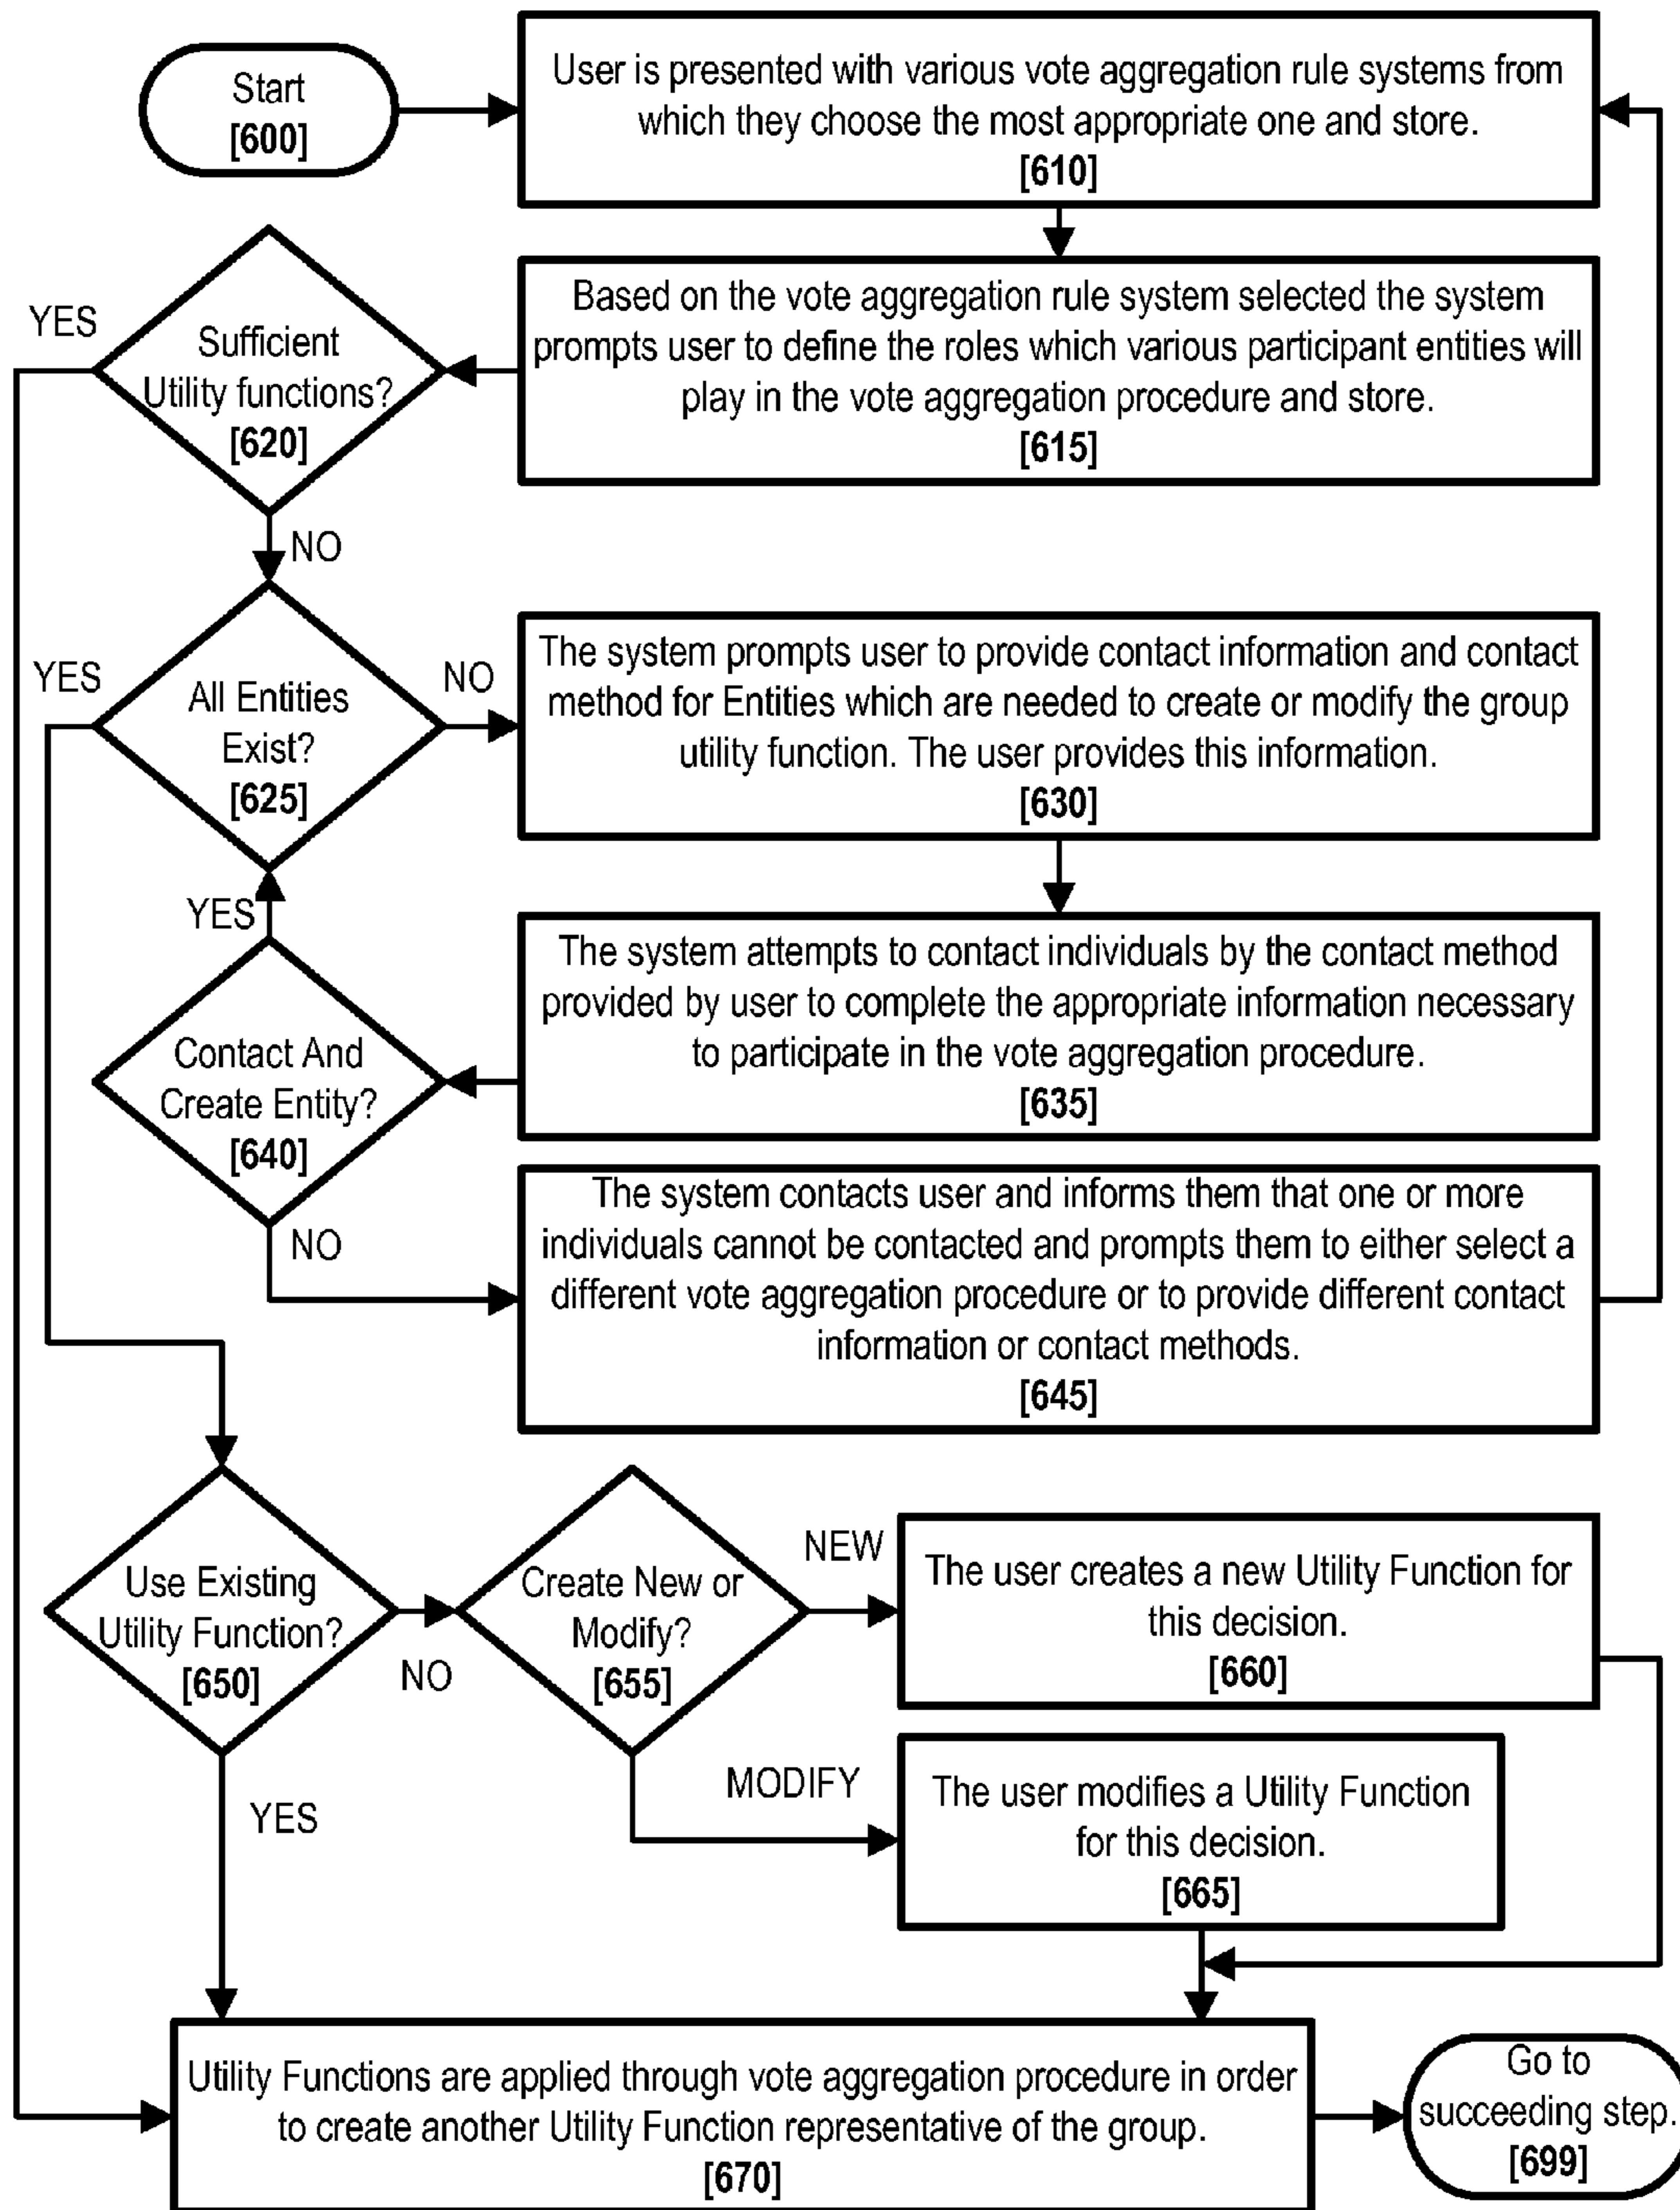 Start
[600]
User is presented with various vote aggregation rule systems from
which they choose the most appropriate one and store.
[610]
Based on the vote aggregation rule system selected the system
prompts user to define the roles which various participant entities will
play in the vote aggregation procedure and store.
[615]
YES
Sufficient
Utility functions?
[620]
NO
YES
All Entities
Exist?
[625]
NO
The system prompts user to provide contact information and contact
method for Entities which are needed to create or modify the group
utility function. The user provides this information.
[630]
YES
The system attempts to contact individuals by the contact method
provided by user to complete the appropriate information necessary
to participate in the vote aggregation procedure.
[635]
Contact And
Create Entity?
[640]
NO
The system contacts user and informs them that one or more
individuals cannot be contacted and prompts them to either select a
different vote aggregation procedure or to provide different contact
information or contact methods.
[645]
Use Existing
Utility Function?
[650]
NO
Create New or
Modify?
[655]
NEW
The user creates a new Utility Function for
this decision.
[660]
MODIFY
The user modifies a Utility Function
for this decision.
[665]
YES
Utility Functions are applied through vote aggregation procedure in order
to create another Utility Function representative of the group.
[670]
Go to
succeeding step.
[699]